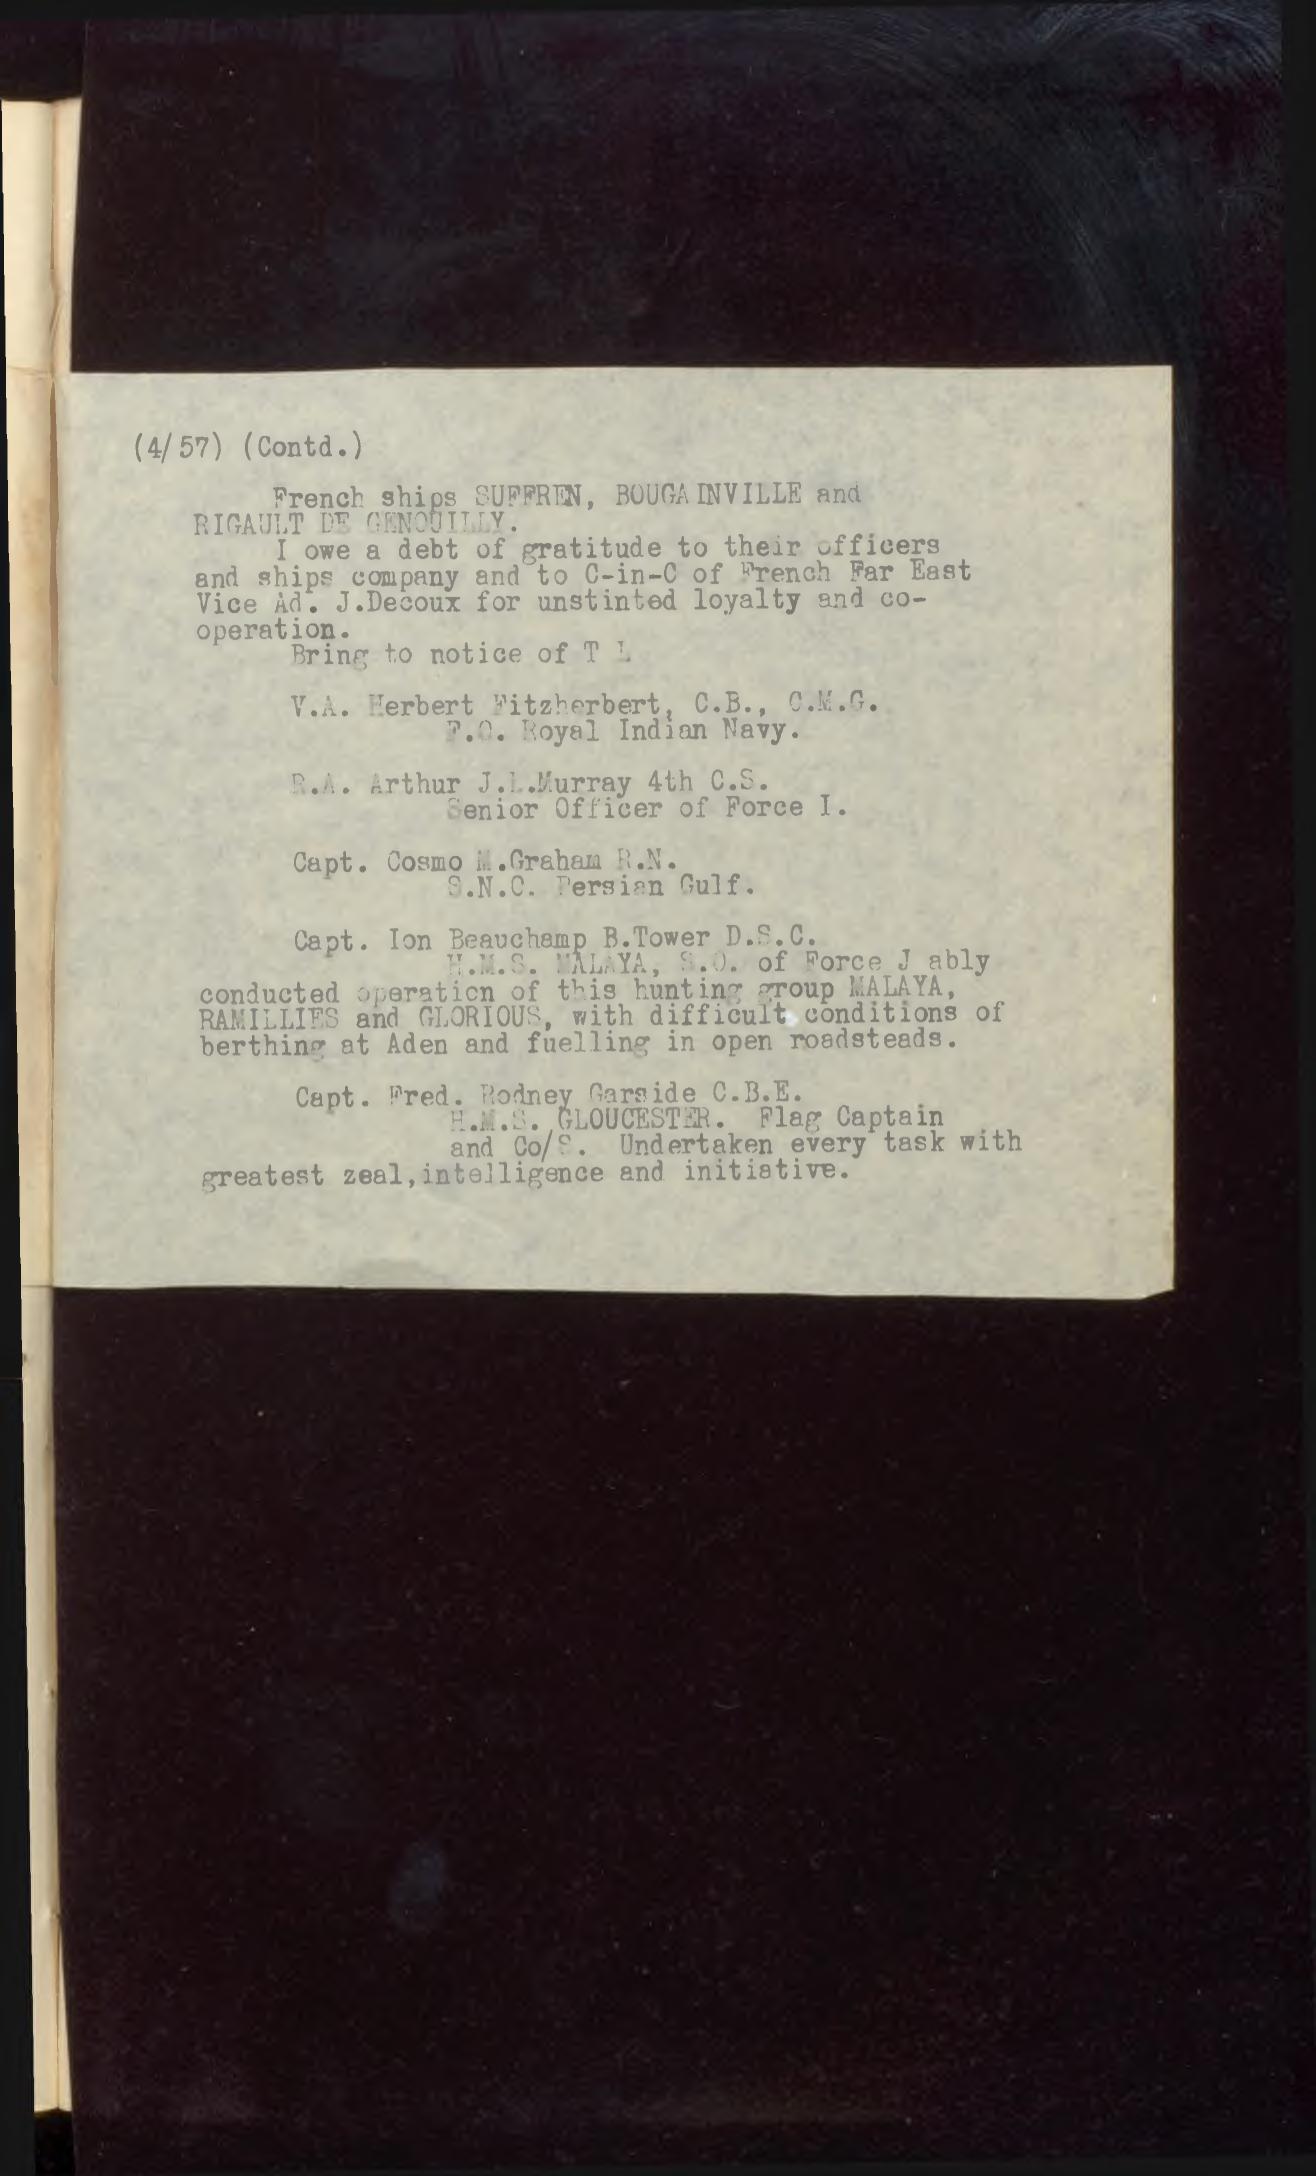 (4/57) (Contd.)
French ships SUFFREN, BOUGAINVILLE and
RIGAULT DE GENOUILLY.
I owe a debt of gratitude to their officers
and ships company and to C-in-C of French Far East
Vice Ad. J.Decoux for unstinted loyalty and co-
operation.
Bring to notice of T L
V.A. Herbert Fitzherbert, C.B., C.M.G.
F.O. Royal Indian Navy.
R.A. Arthur J.L.Murray 4th C.S.
Senior Officer of Force I.
Capt. Cosmo M.Graham R.N.
S.N.O. Persian Gulf.
Capt. Ion Beauchamp B.Tower D.S.C.
H.M.S. MALAYA, S.O. of Force J ably
conducted operation of this hunting group MALAYA,
RAMILLIES and GLORIOUS, with difficult conditions of
berthing at Aden and fuelling in open roadsteads.
Capt. Fred. Rodney Garside C.B.E.
H.M.S. GLOUCESTER. Flag Captain
and Co/S. Undertaken every task with
greatest zeal,intelligence and initiative.